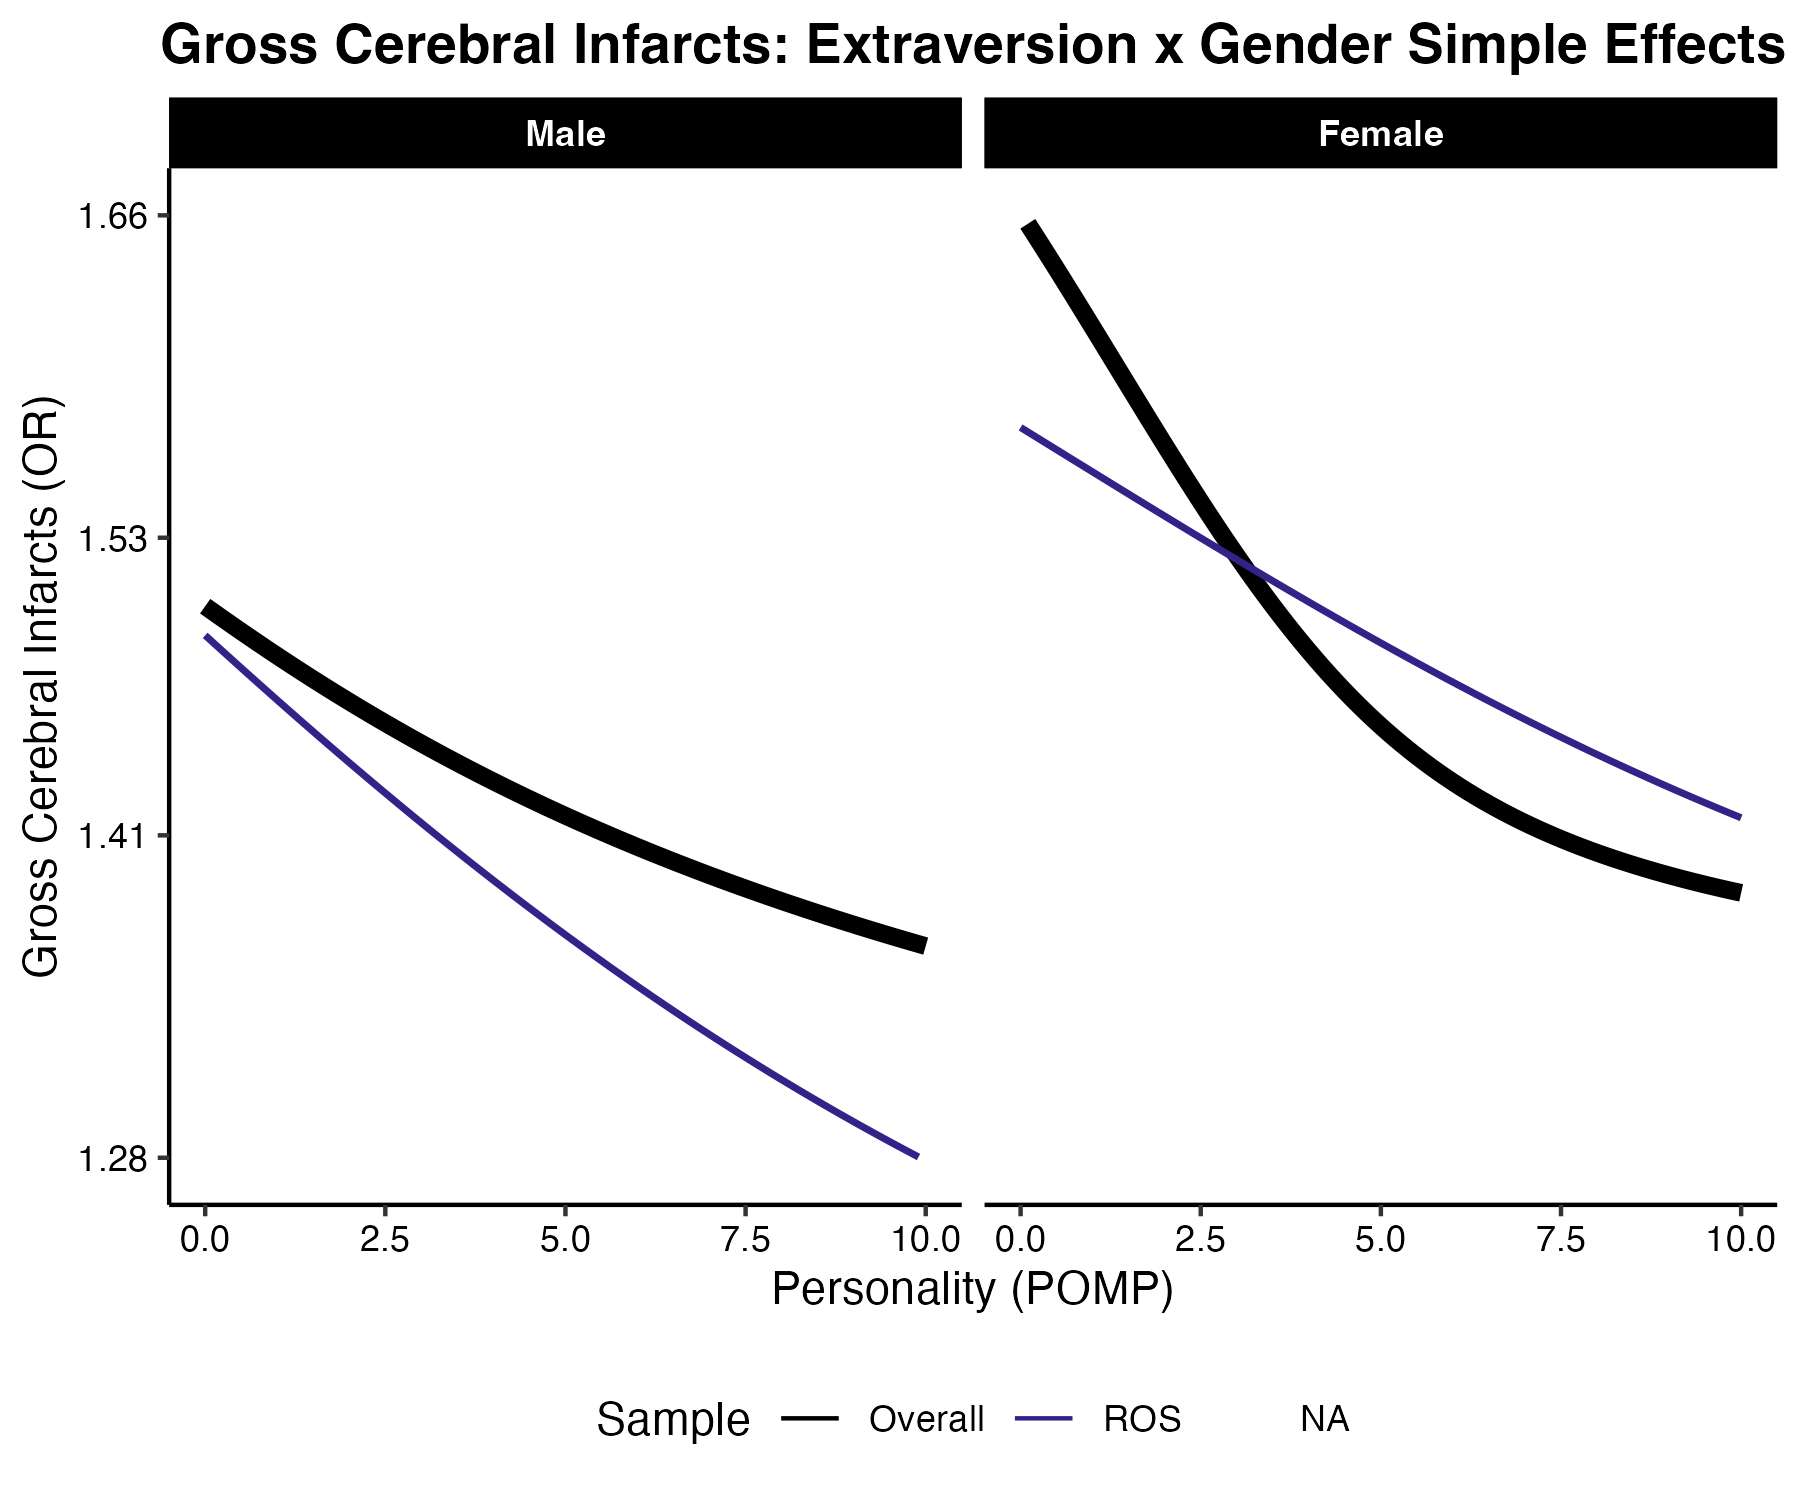 Gross Cerebral Infarcts: Extraversion x Gender Simple Effects
Male
Female
Gross Cerebral Infarcts (OR)
1.66
1.53
1.41
1.28
0.0 2.5 5.0 7.5 10.0
0.0 2.5 5.0 7.5 10.0
Personality (POMP)
Sample Overall ROS NA